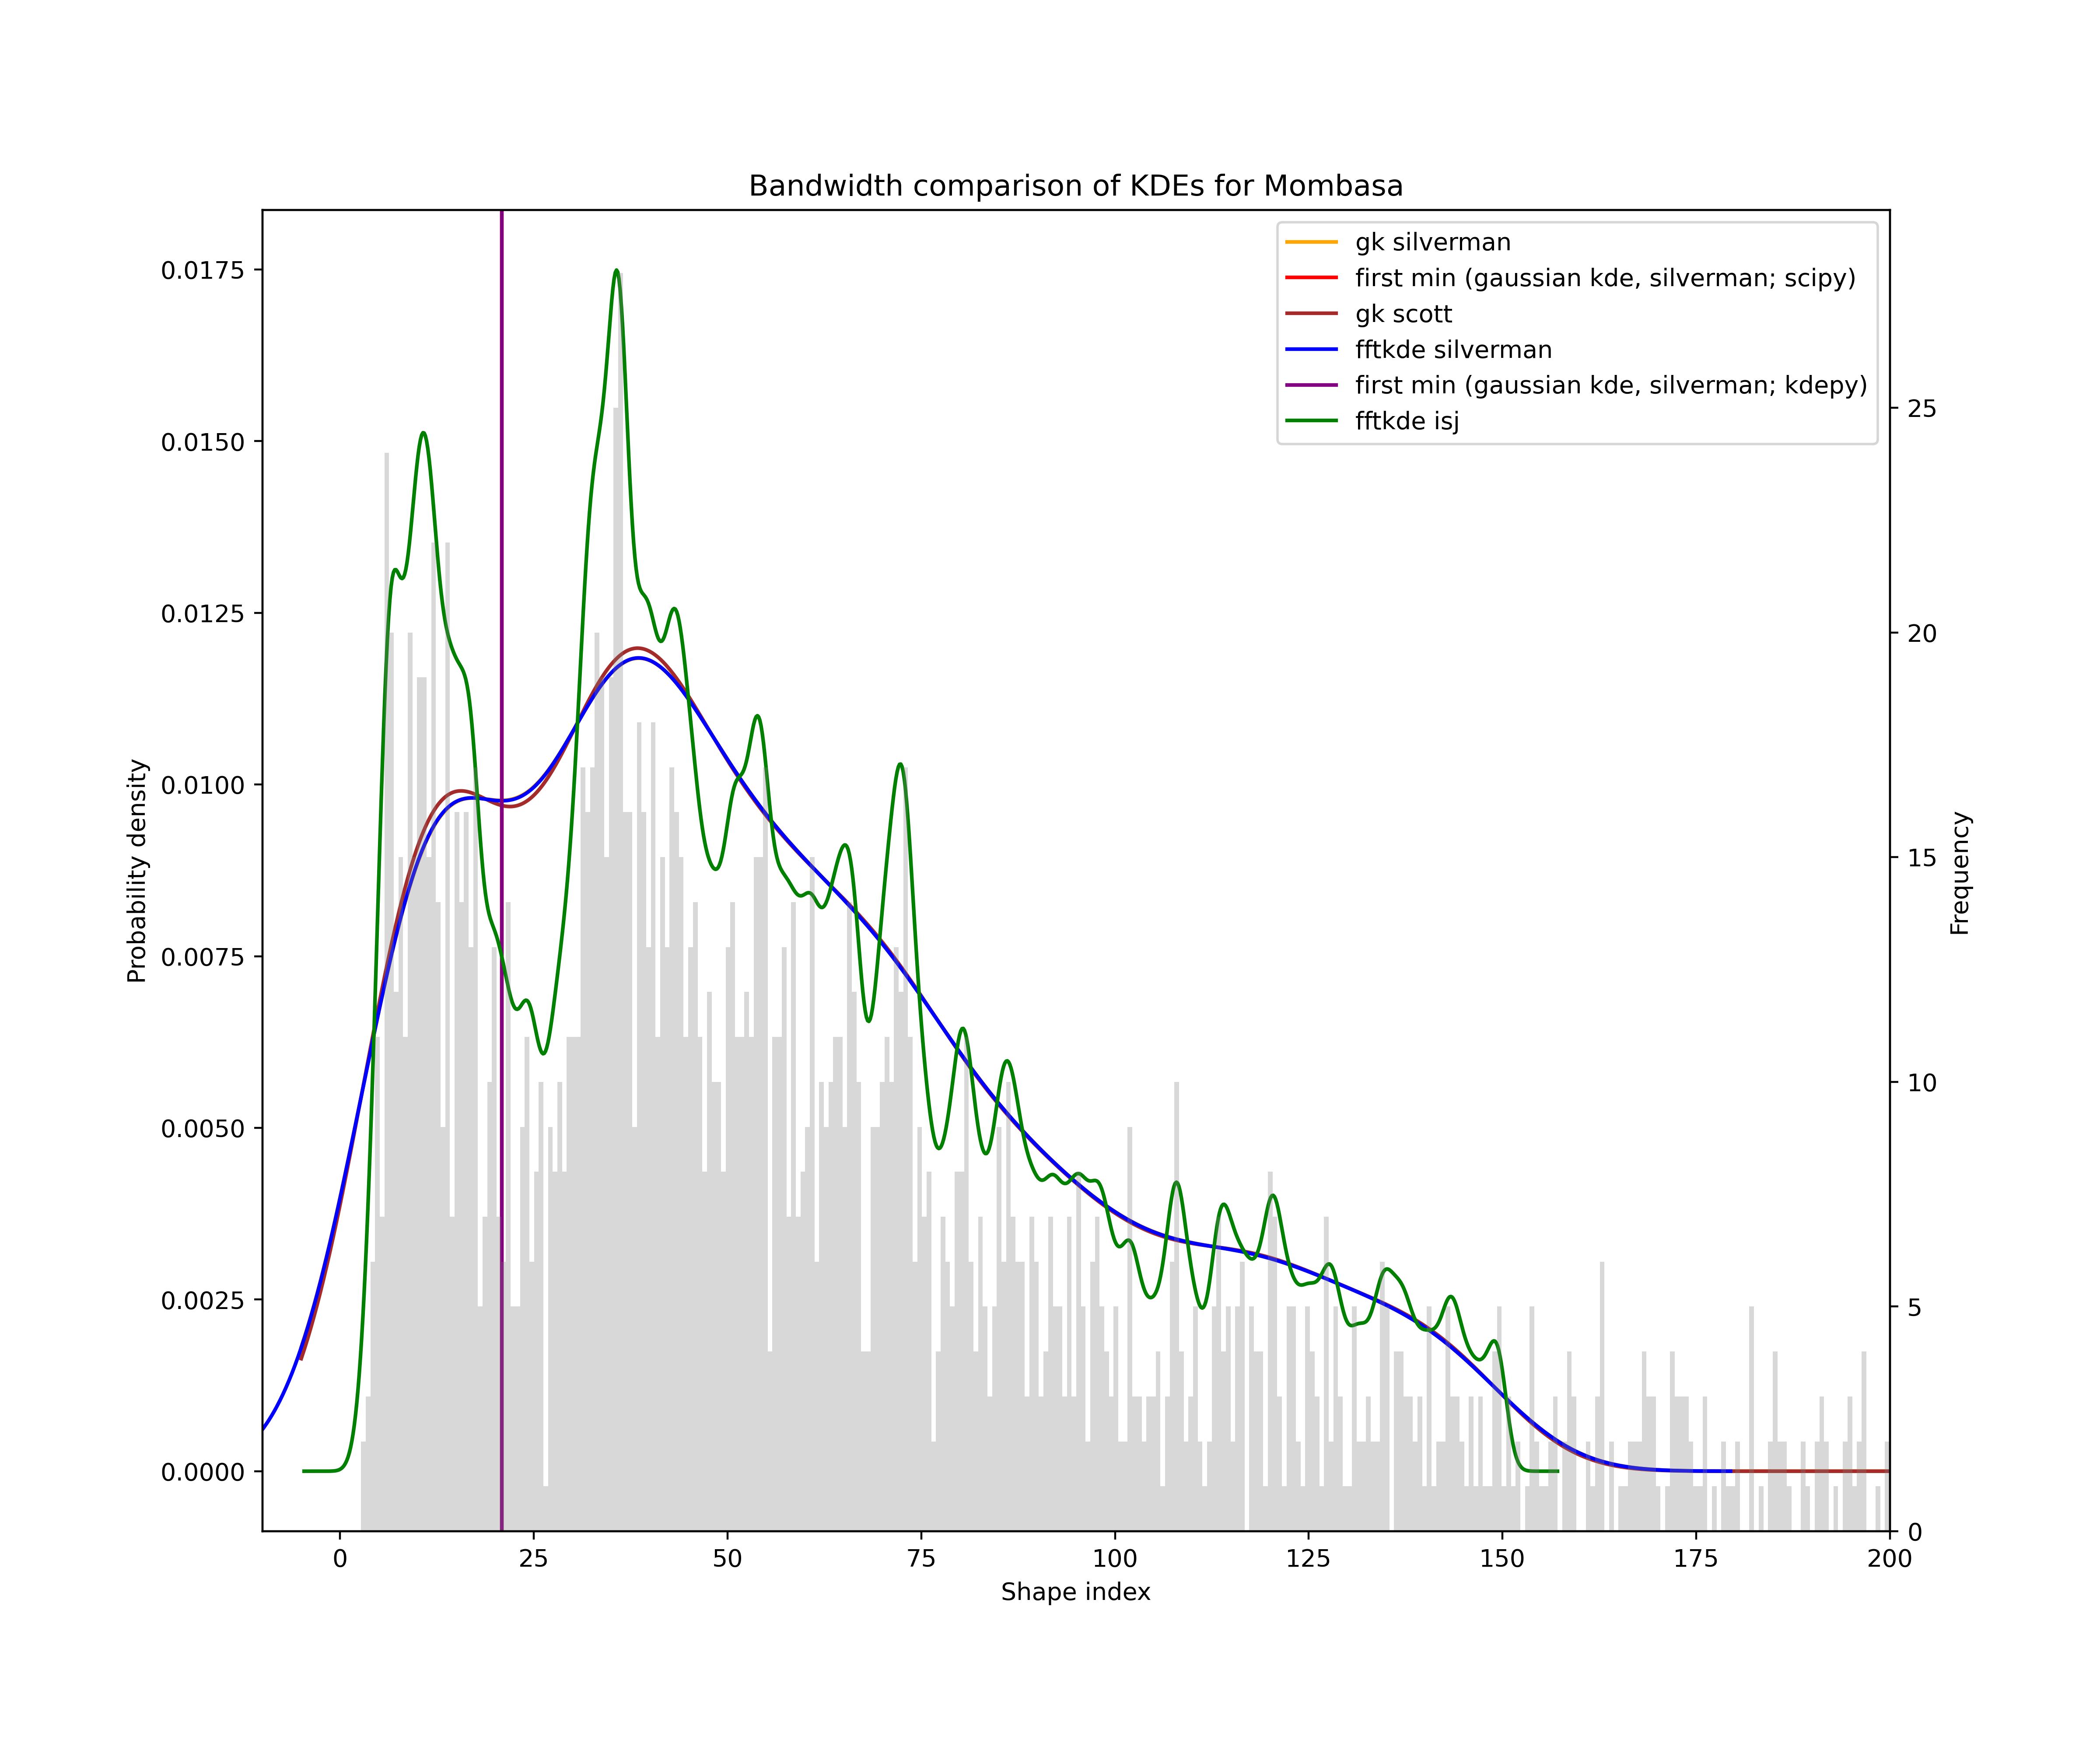 Bandwidth comparison of KDEs for Mombasa
gk silverman
first min (gaussian kde, silverman; scipy)
gk scott
fftkde silverman
first min (gaussian kde, silverman; kdepy)
fftkde isj
Probability density
0.0175
0.0150
0.0125
0.0100
0.0075
0.0050
0.0025
0.0000
25
20
15
10
5
0
Frequency
0 25 50 75 100 125 150 175 200
Shape index